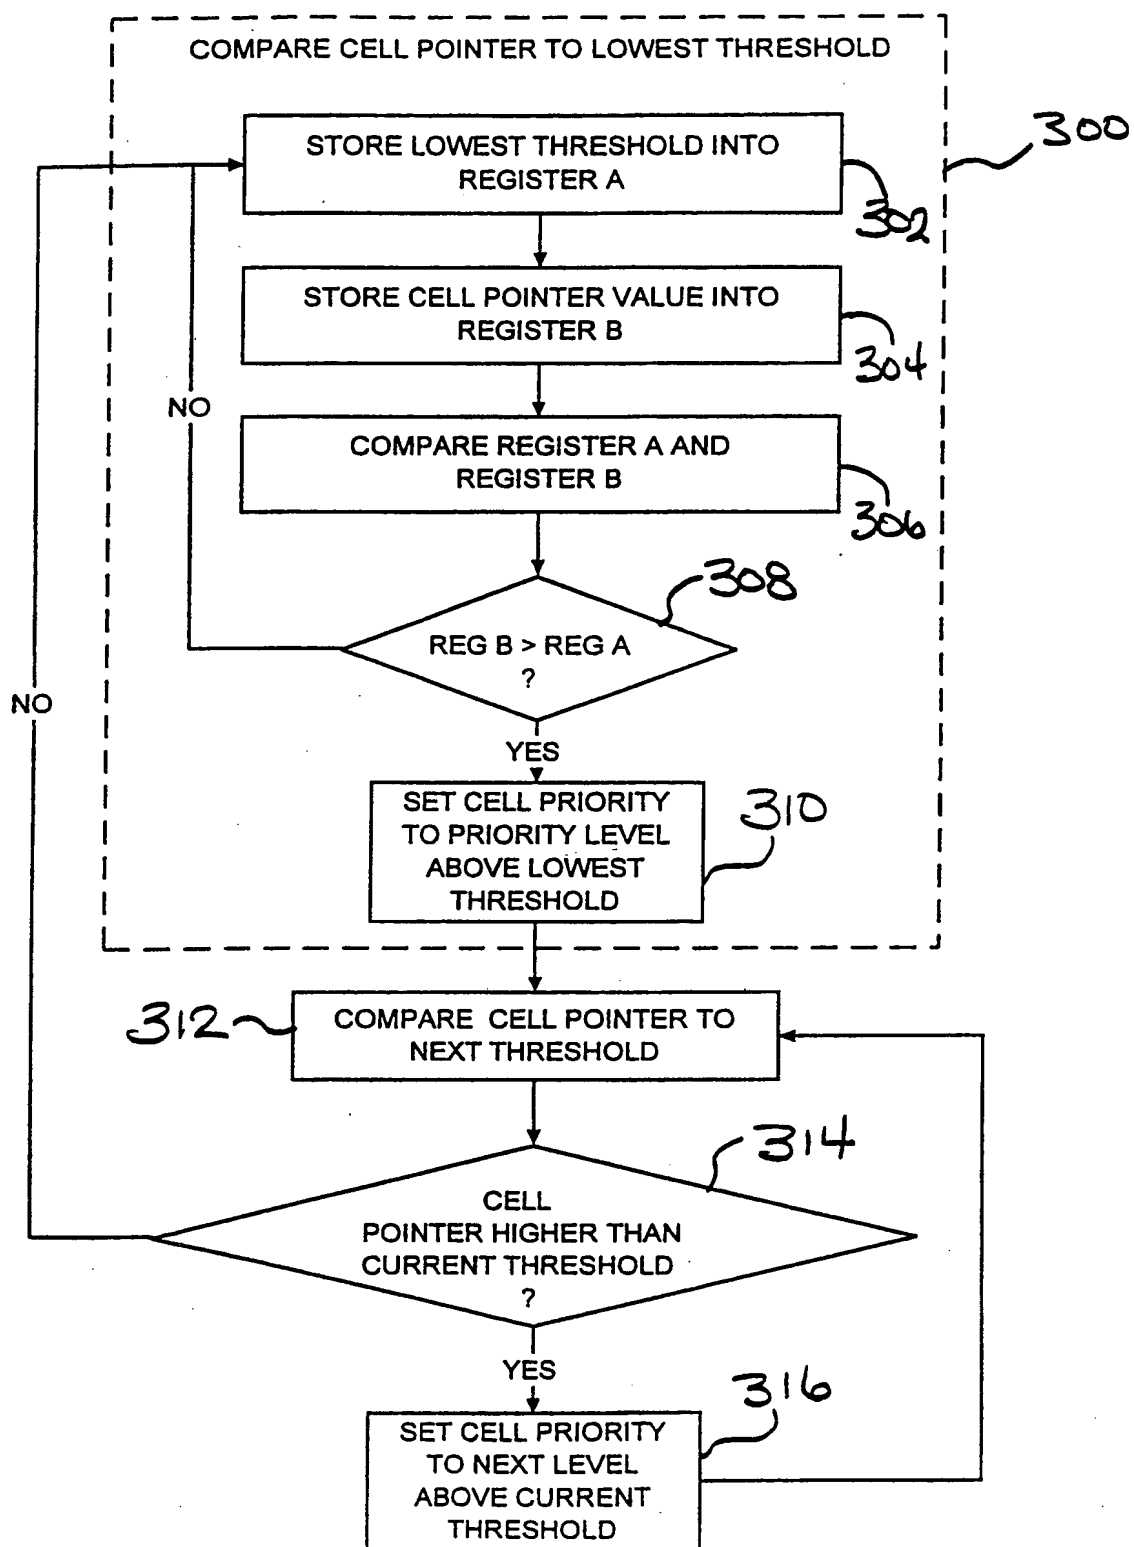 COMPARE CELL POINTER TO LOWEST THRESHOLD
300
STORE LOWEST THRESHOLD INTO
REGISTER A
302
STORE CELL POINTER VALUE INTO
REGISTER B
304
NO
COMPARE REGISTER A AND
REGISTER B
306
308
REG B > REG A
?
NO
YES
SET CELL PRIORITY
TO PRIORITY LEVEL
ABOVE LOWEST
THRESHOLD
310
312
COMPARE CELL POINTER TO
NEXT THRESHOLD
314
CELL
POINTER HIGHER THAN
CURRENT THRESHOLD
?
YES
316
SET CELL PRIORITY
TO NEXT LEVEL
ABOVE CURRENT
THRESHOLD